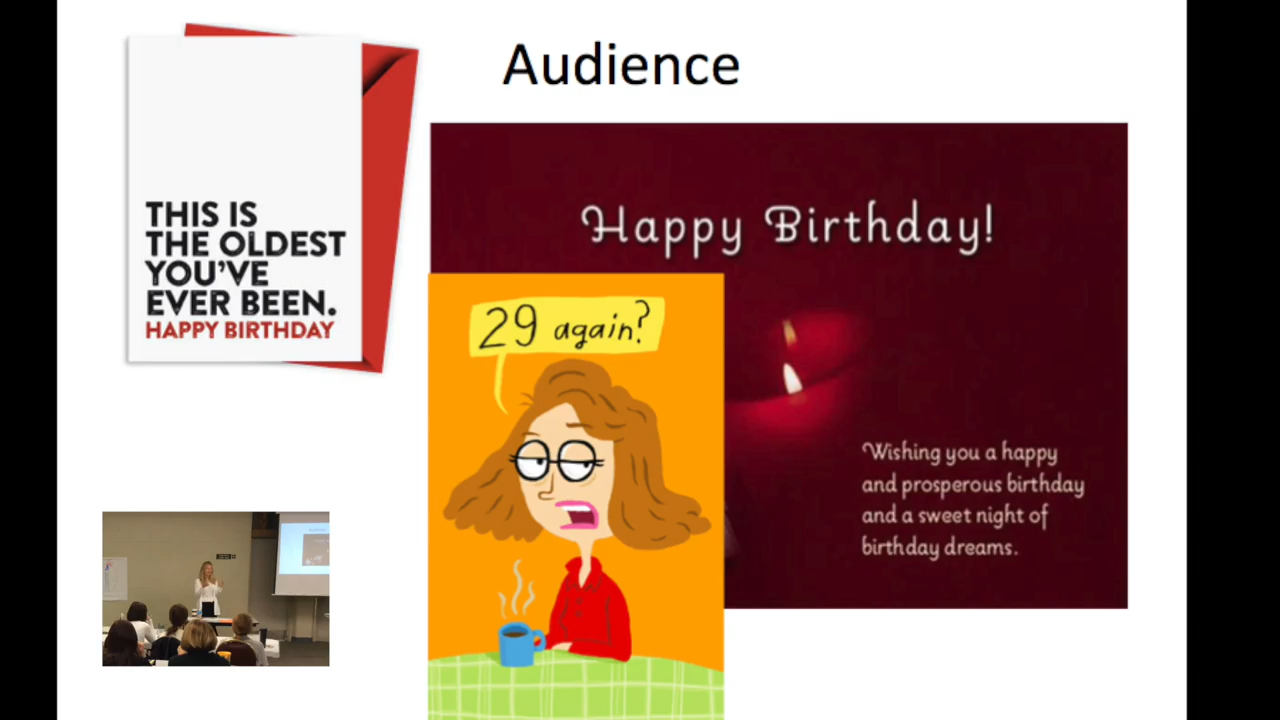 Audience
THIS IS
THE OLDEST
YOU'VE
EVER BEEN.
HAPPY BIRTHDAY
Happy Birthday!
29 again?
Wishing you a happy
and prosperous birthday
and a sweet night of
birthday dreams.